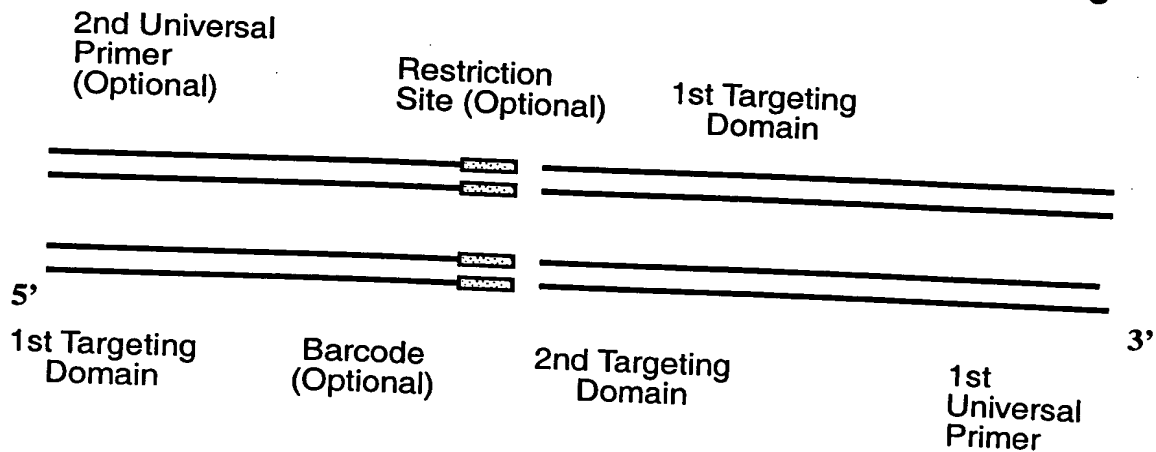 2nd Universal
Primer
(Optional)
Restriction
Site (Optional)
1st Targeting
Domain
5'
3'
1st Targeting
Domain
Barcode
(Optional)
2nd Targeting
Domain
1st
Universal
Primer